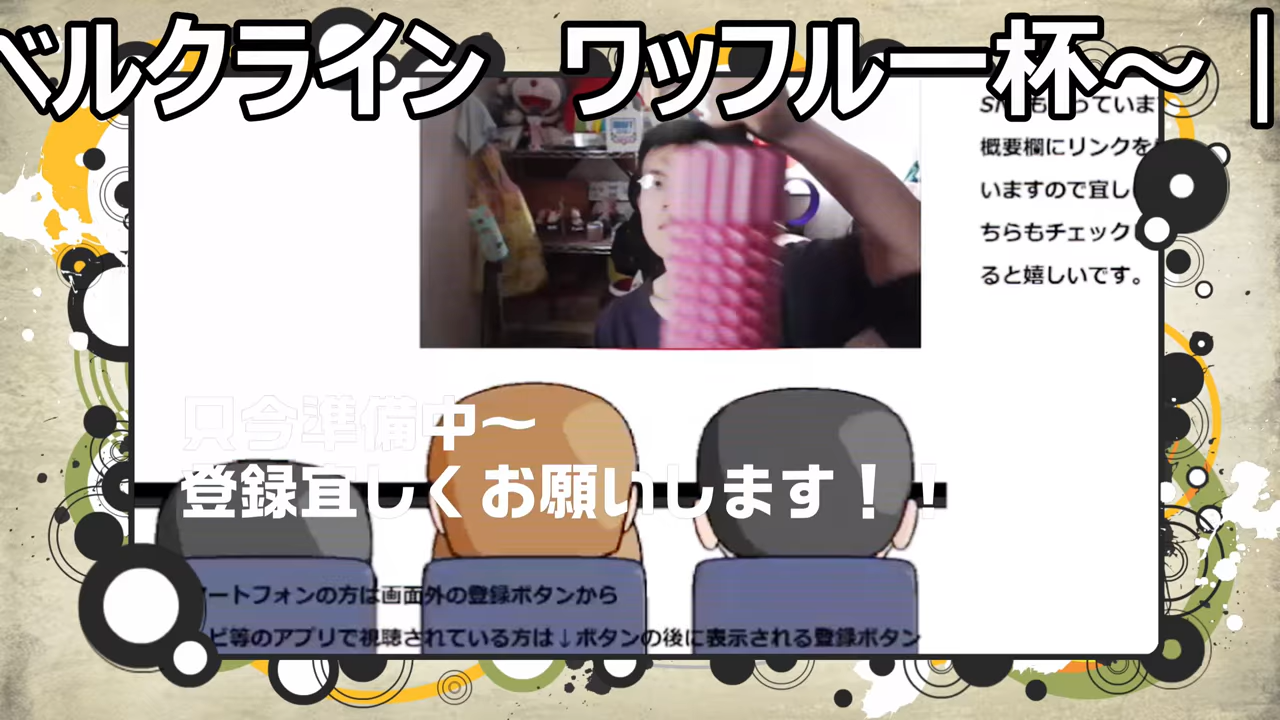 ベルクライン ワッフル一杯～｜
っていま
概要欄にリンクを
いますので宜し
ちらもチェック
ると嬉しいです。
只今準備中～
登録宜しくお願いします！！
ートフォンの方は画面外の登録ボタンから
ビ等のアプリで視聴されている方は↓ボタンの後に表示される登録ボタン